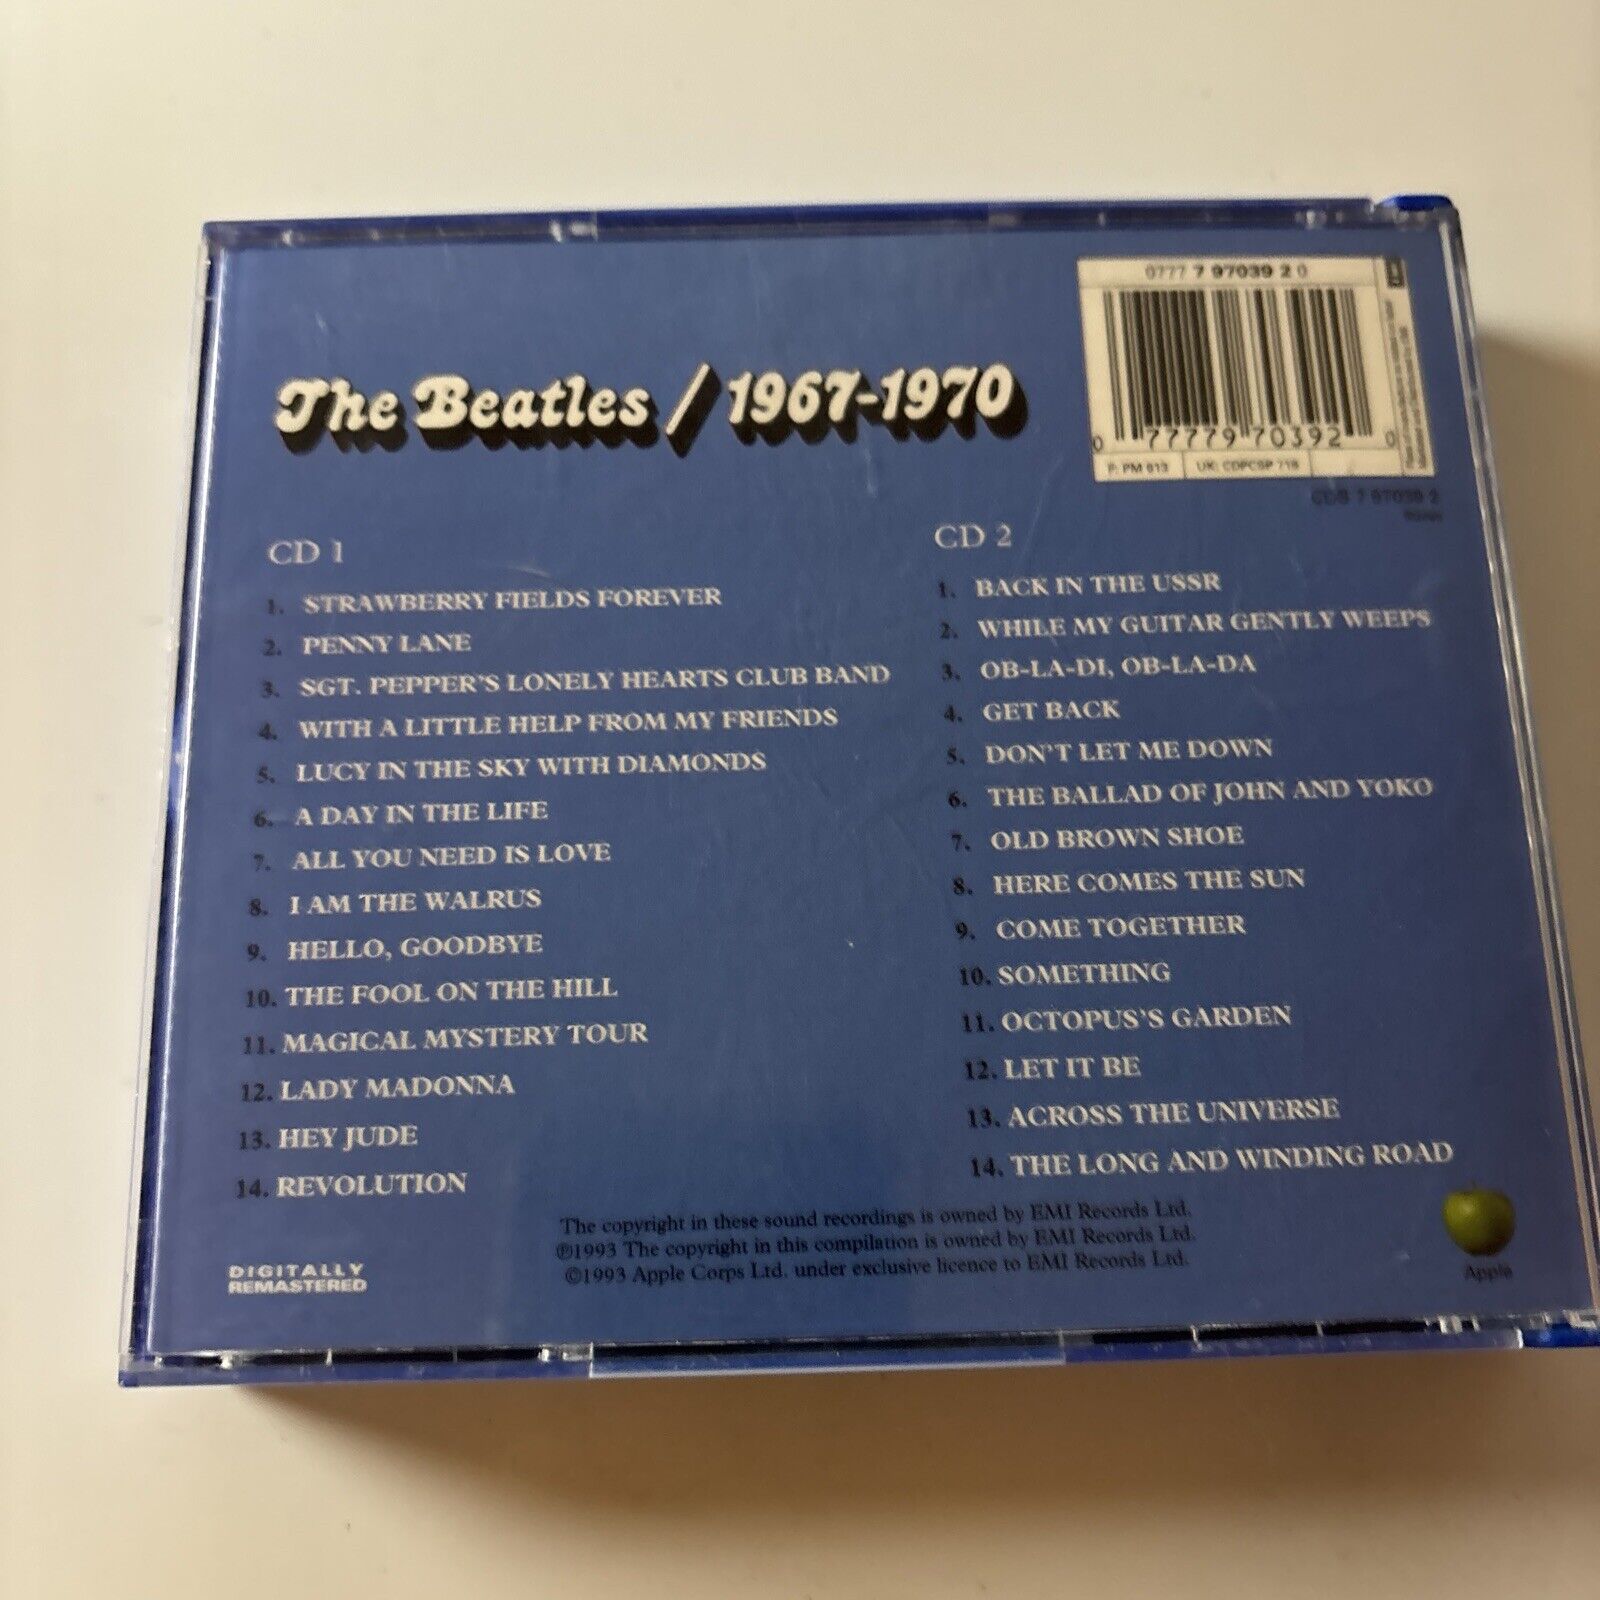 0777 7 97039 2 0
0 77779 70392 0
F: PM 613
UK: CDPCSP 718
CDS 7 97039 2
The Beatles / 1967-1970
CD 1
1. STRAWBERRY FIELDS FOREVER
2. PENNY LANE
3. SGT. PEPPER'S LONELY HEARTS CLUB BAND
4. WITH A LITTLE HELP FROM MY FRIENDS
5. LUCY IN THE SKY WITH DIAMONDS
6. A DAY IN THE LIFE
7. ALL YOU NEED IS LOVE
8. I AM THE WALRUS
9. HELLO, GOODBYE
10. THE FOOL ON THE HILL
11. MAGICAL MYSTERY TOUR
12. LADY MADONNA
13. HEY JUDE
14. REVOLUTION
CD 2
1. BACK IN THE USSR
2. WHILE MY GUITAR GENTLY WEEPS
3. OB-LA-DI, OB-LA-DA
4. GET BACK
5. DON'T LET ME DOWN
6. THE BALLAD OF JOHN AND YOKO
7. OLD BROWN SHOE
8. HERE COMES THE SUN
9. COME TOGETHER
10. SOMETHING
11. OCTOPUS'S GARDEN
12. LET IT BE
13. ACROSS THE UNIVERSE
14. THE LONG AND WINDING ROAD
The copyright in these sound recordings is owned by EMI Records Ltd.
℗1993 The copyright in this compilation is owned by EMI Records Ltd.
©1993 Apple Corps Ltd. under exclusive licence to EMI Records Ltd.
DIGITALLY
REMASTERED
Apple